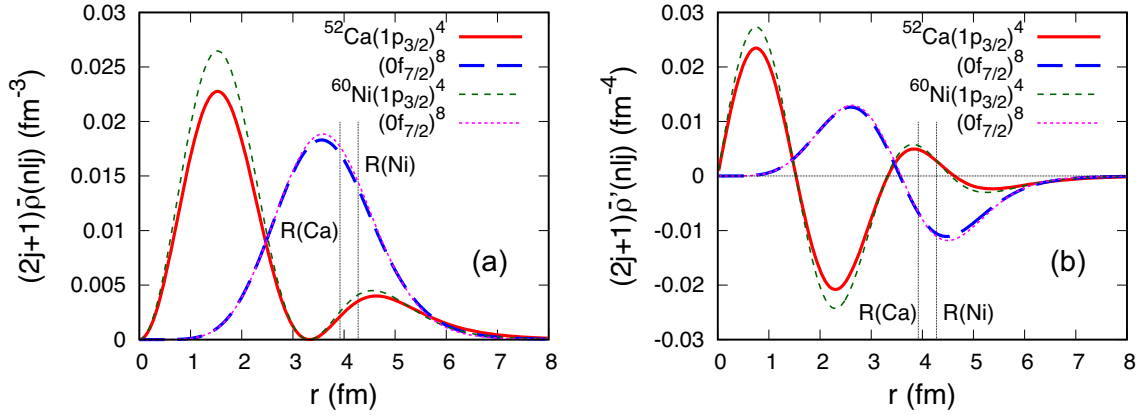 (a)
(2j+1)ρ̄(nlj) (fm⁻³)
0.03
0.025
0.02
0.015
0.01
0.005
0
⁵²Ca(1p₃/₂)⁴
(0f₇/₂)⁸
⁶⁰Ni(1p₃/₂)⁴
(0f₇/₂)⁸
R(Ni)
R(Ca)
(a)
0 1 2 3 4 5 6 7 8
r (fm)
(b)
(2j+1)ρ̄'(nlj) (fm⁻⁴)
0.03
0.02
0.01
0
-0.01
-0.02
-0.03
⁵²Ca(1p₃/₂)⁴
(0f₇/₂)⁸
⁶⁰Ni(1p₃/₂)⁴
(0f₇/₂)⁸
(b)
R(Ca) R(Ni)
0 1 2 3 4 5 6 7 8
r (fm)